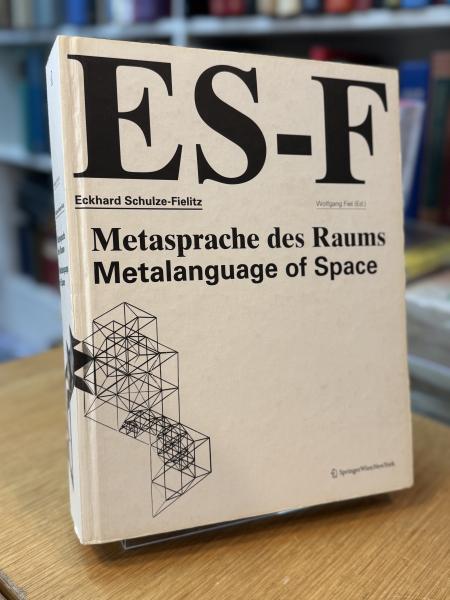 ES-F
Eckhard Schulze-Fielitz
Wolfgang Fiel (Ed.)
Metasprache des Raums
Metalanguage of Space
SpringerWienNewYork